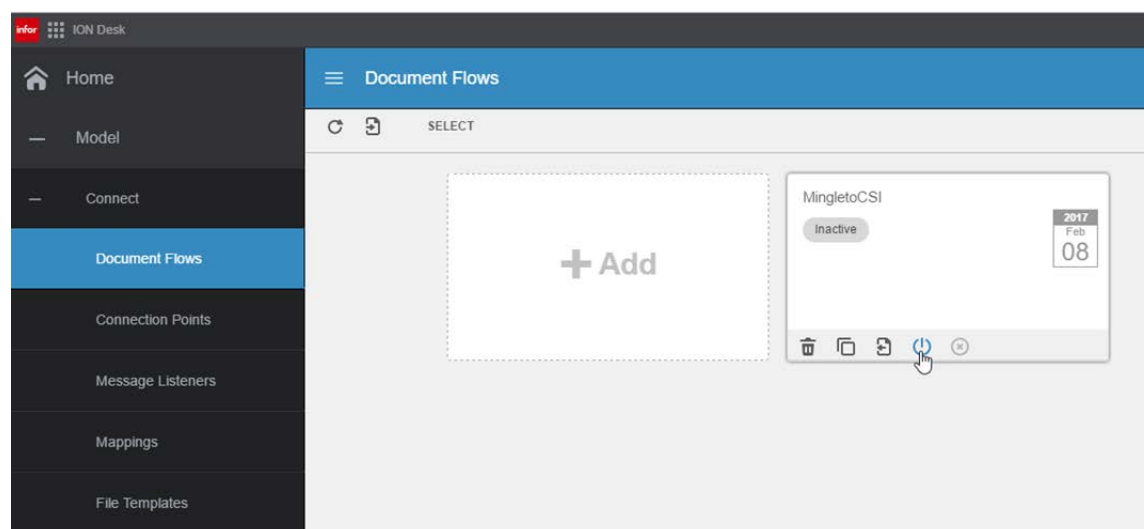 infor ION Desk
Home
Document Flows
Model
SELECT
Connect
MingletoCSI
Inactive
2017
Feb
08
Document Flows
Add
Connection Points
Message Listeners
Mappings
File Templates